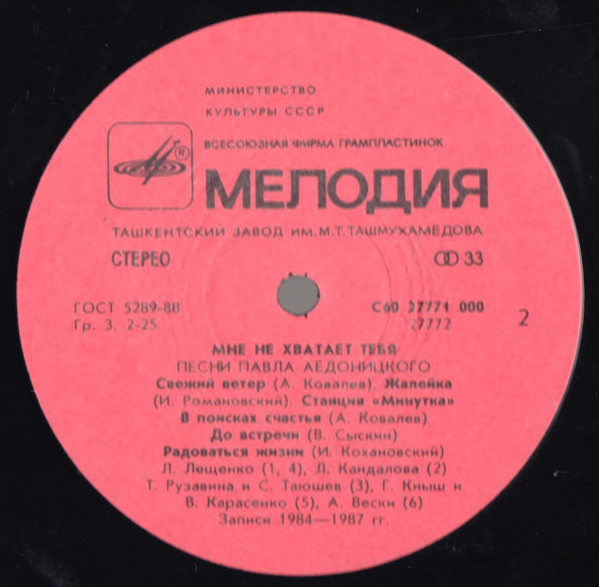 МИНИСТЕРСТВО
КУЛЬТУРЫ СССР
ВСЕСОЮЗНАЯ ФИРМА ГРАМПЛАСТИНОК
®
МЕЛОДИЯ
ТАШКЕНТСКИЙ ЗАВОД ИМ. М.Т. ТАШМУХАМЕДОВА
СТЕРЕО
33
ГОСТ 5289-88
С60 27771 000
Гр. 3. 2-25
27772
2
МНЕ НЕ ХВАТАЕТ ТЕБЯ
ПЕСНИ ПАВЛА АЕДОНИЦКОГО
Свежий ветер (А. Ковалев). Жалейка
(И. Романовский). Станция «Минутка»
В поисках счастья (А. Ковалев)
До встречи (В. Сыскин)
Радоваться жизни (И. Кохановский)
Л. Лещенко (1, 4), Л. Кандалова (2)
Т. Рузавина и С. Таюшев (3), Г. Кныш и
В. Карасенко (5), А. Вески (6)
Записи 1984—1987 гг.